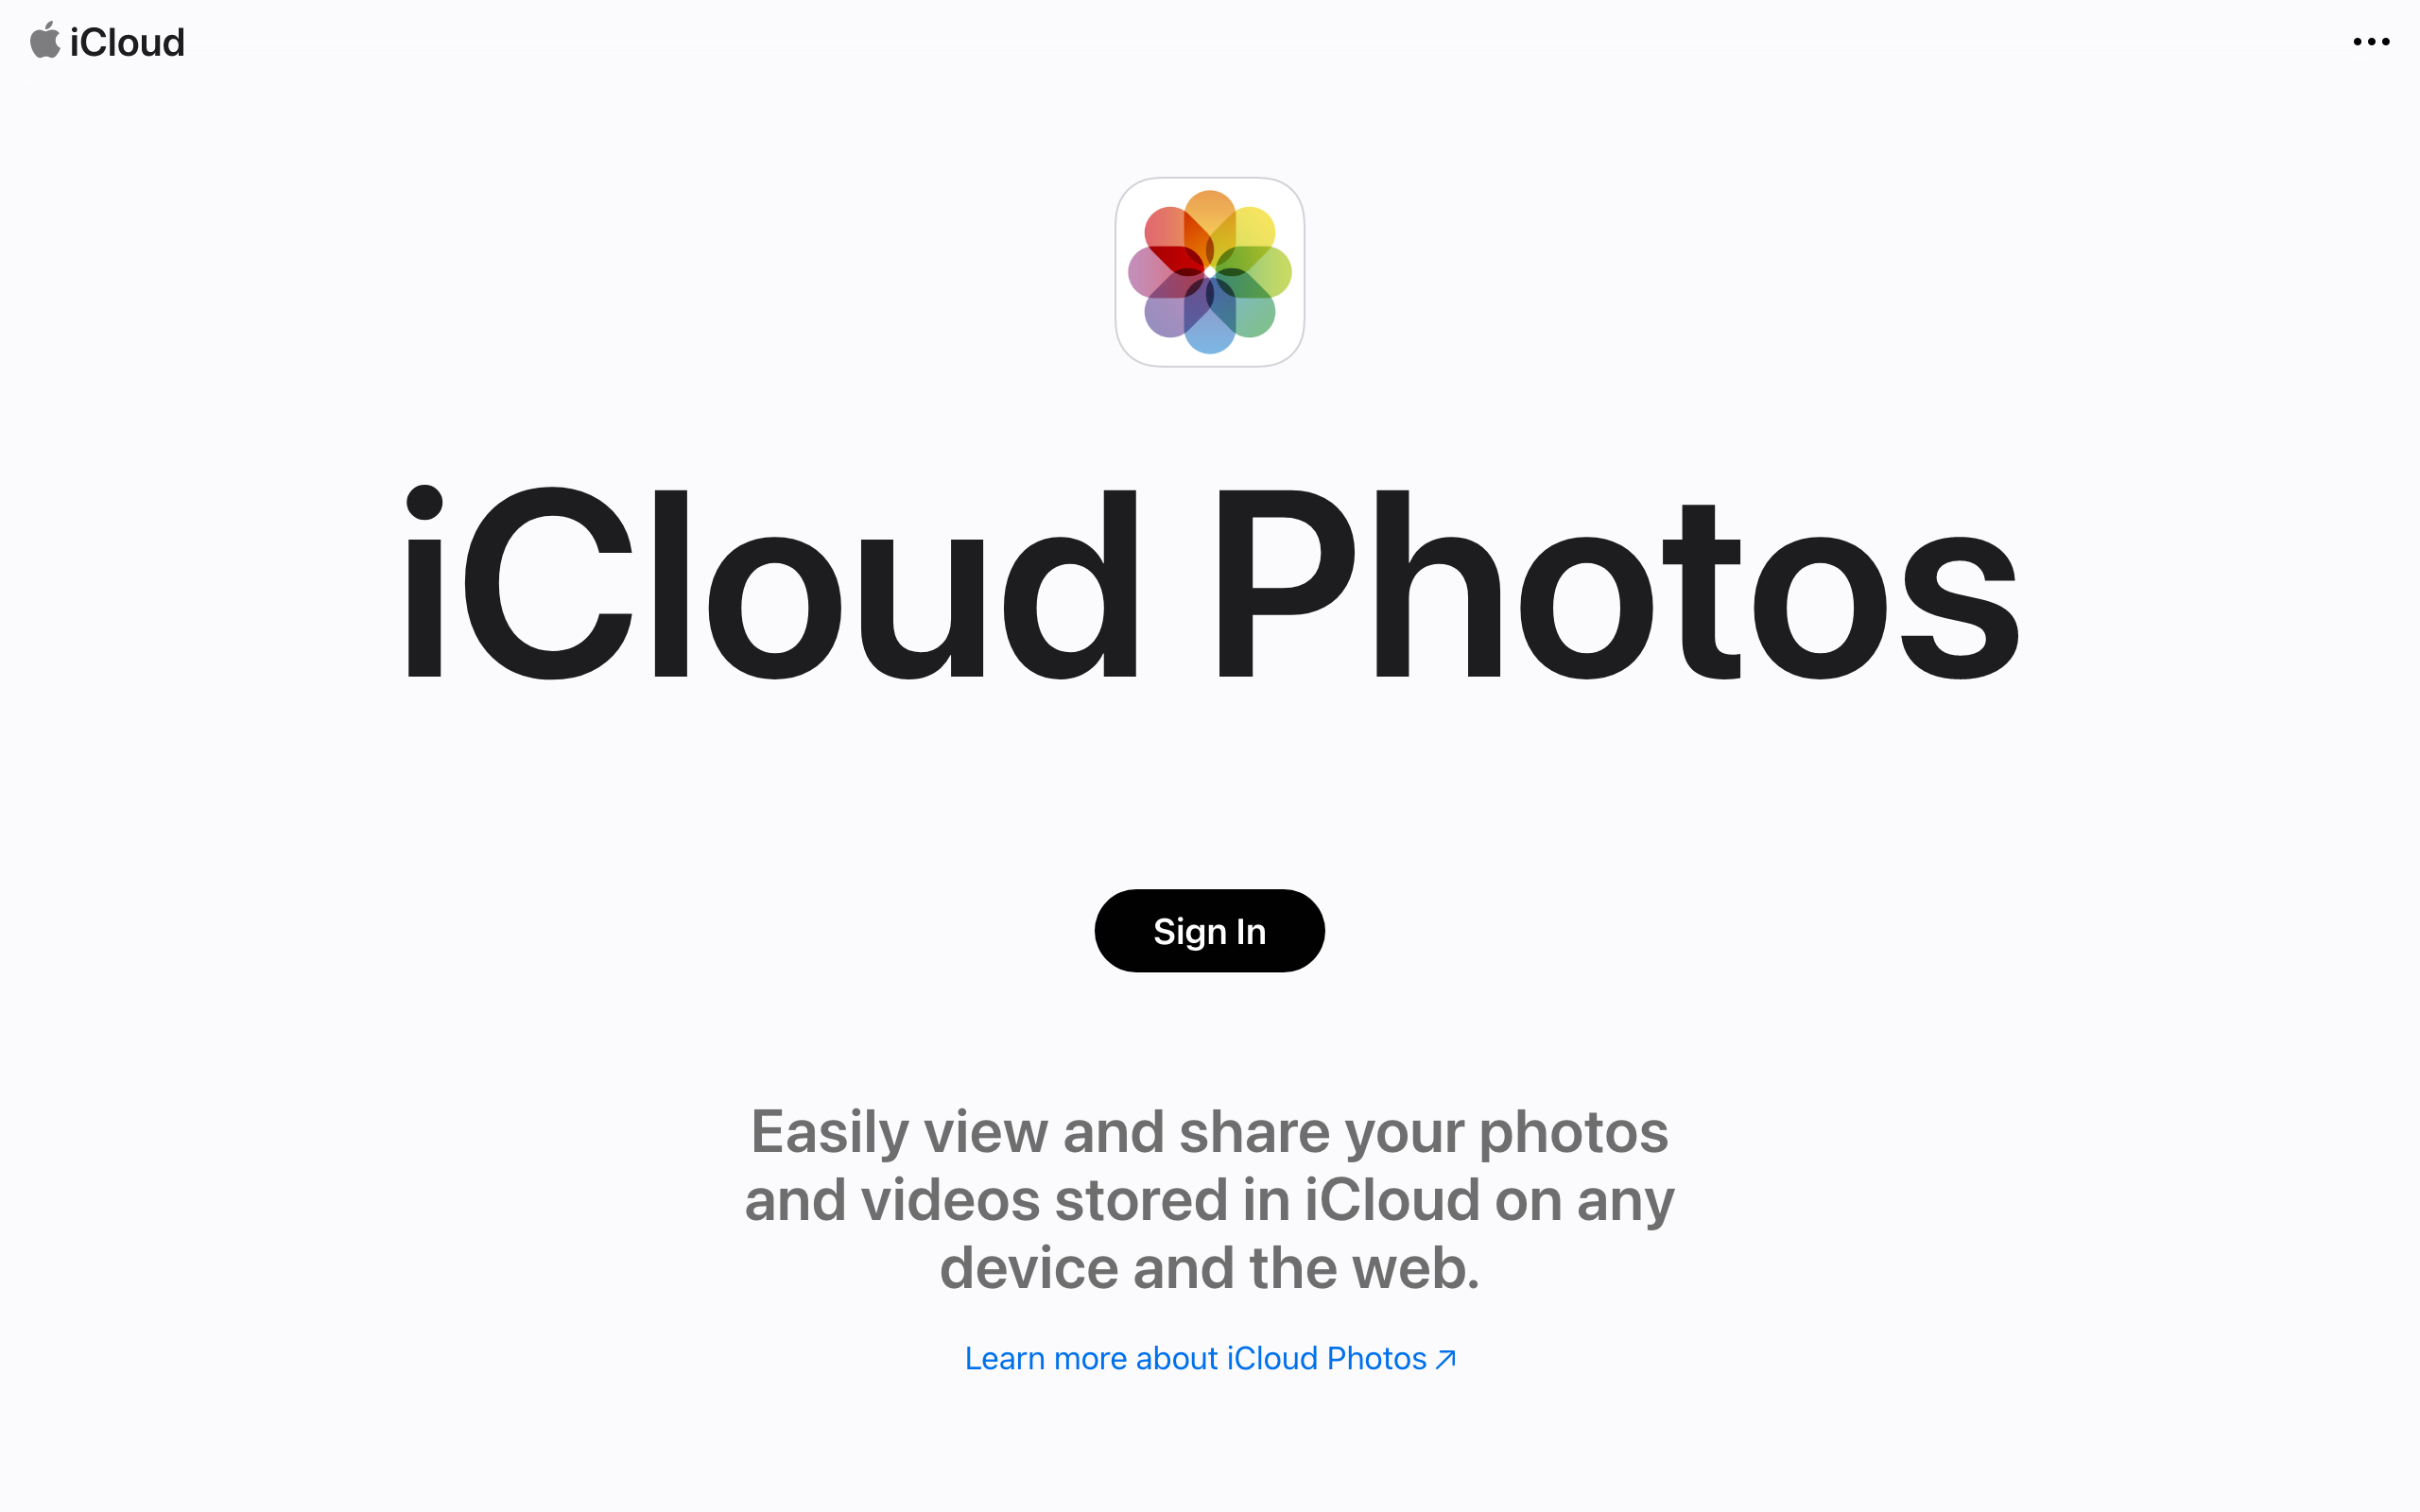 iCloud
iCloud Photos
Sign In
Easily view and share your photos
and videos stored in iCloud on any
device and the web.
Learn more about iCloud Photos